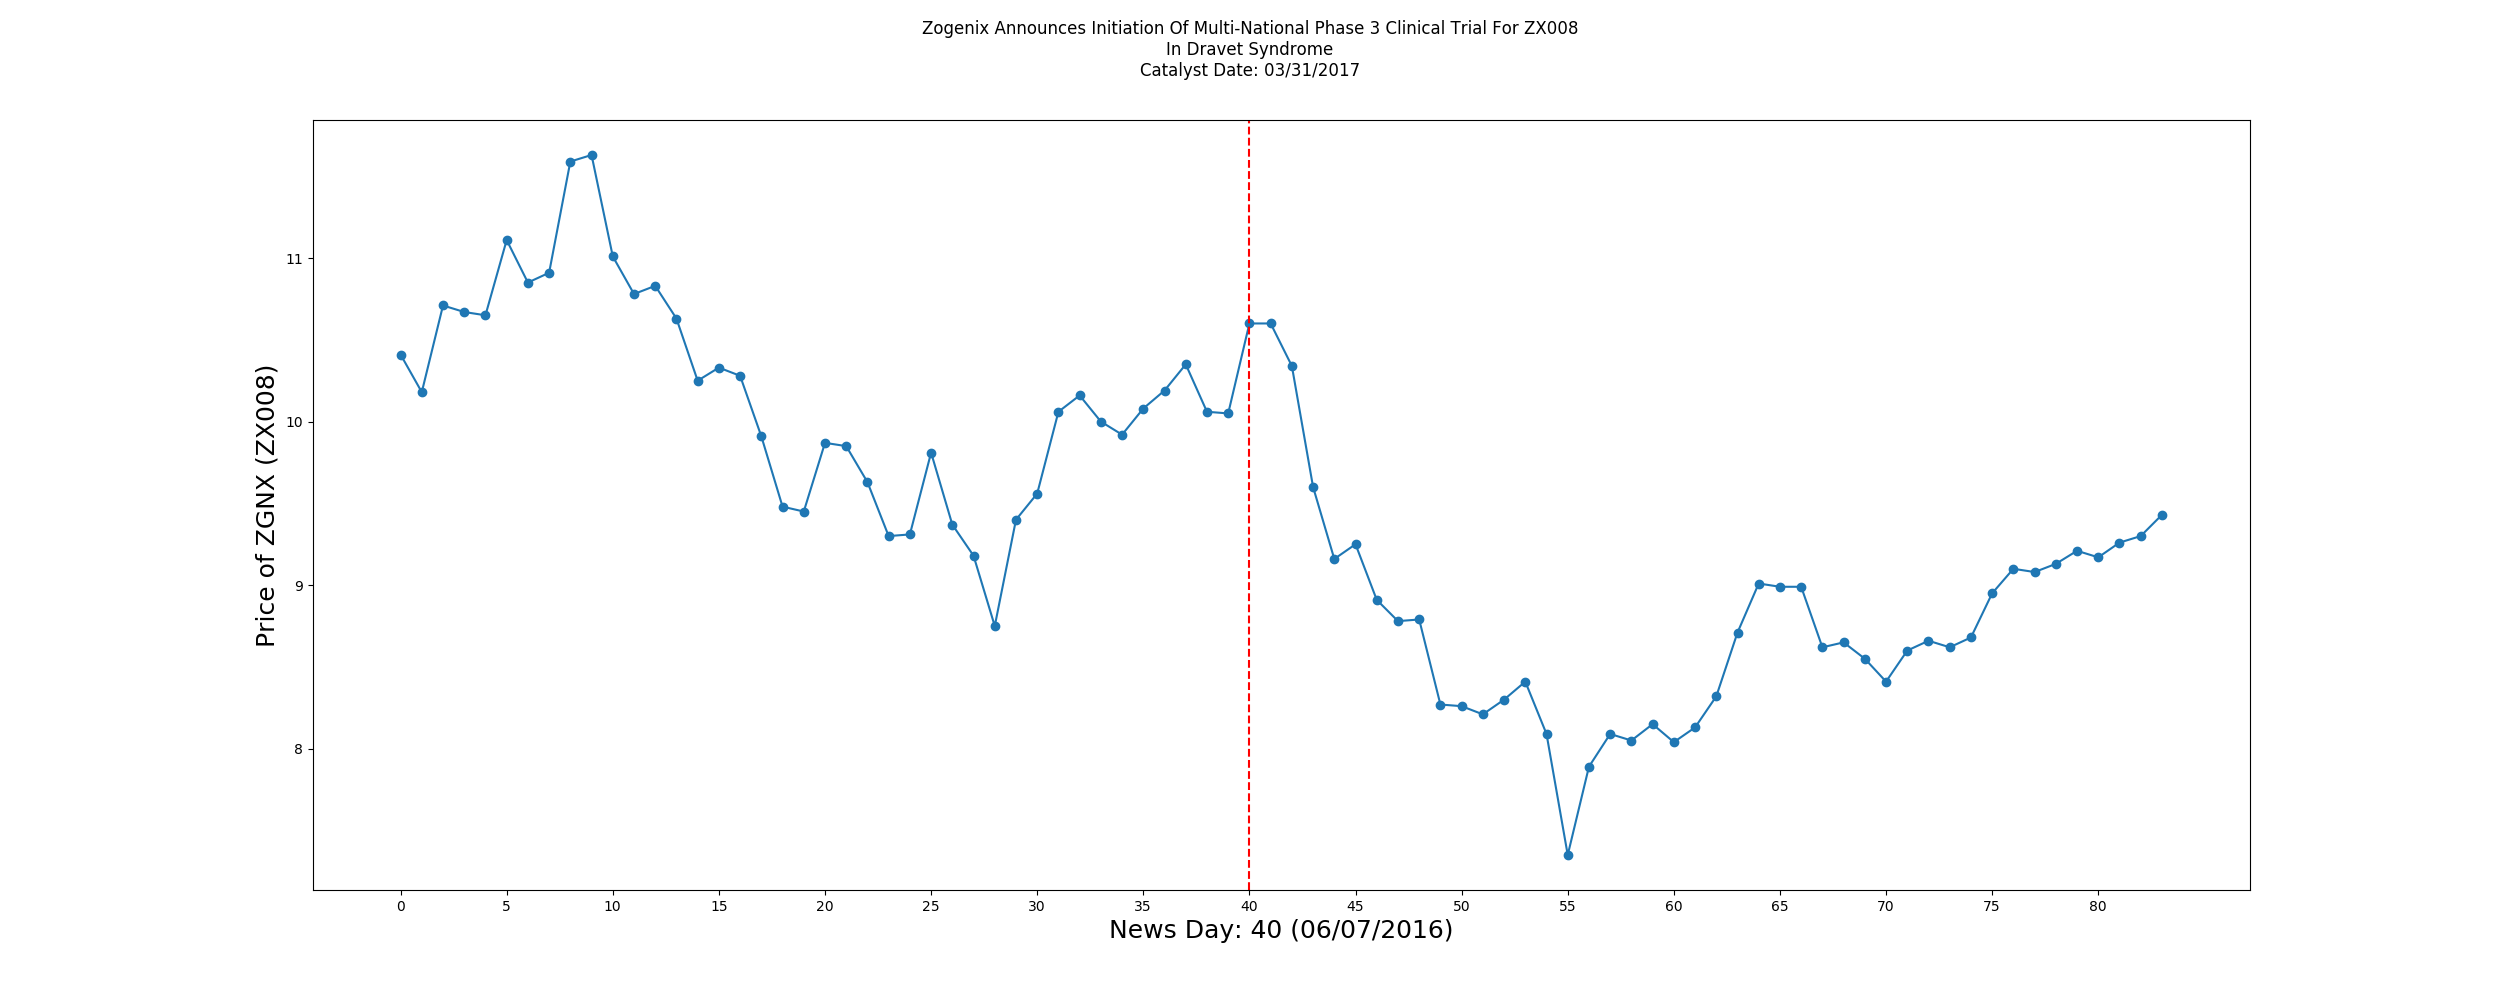 Zogenix Announces Initiation Of Multi-National Phase 3 Clinical Trial For ZX008
In Dravet Syndrome
Catalyst Date: 03/31/2017
Price of ZGNX (ZX008)
11
10
9
8
0 5 10 15 20 25 30 35 40 45 50 55 60 65 70 75 80
News Day: 40 (06/07/2016)